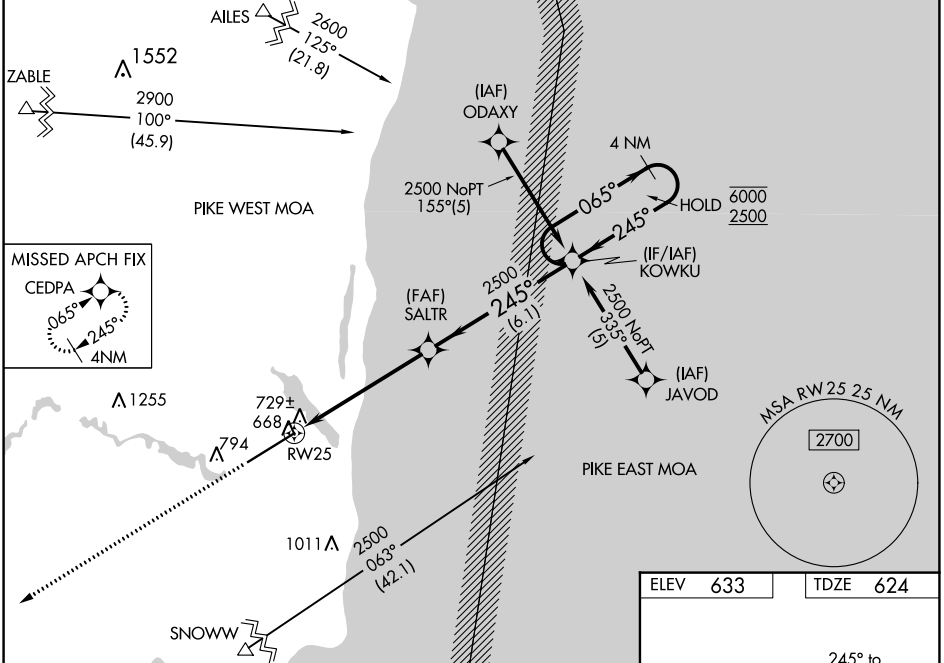 AILES
2600
125°
(21.8)
1552
ZABLE
2900
100°
(45.9)
(IAF)
ODAXY
4 NM
2500 NoPT
155°(5)
065°
HOLD
6000
2500
245°
PIKE WEST MOA
(IF/IAF)
KOWKU
MISSED APCH FIX
CEDPA
065°
245°
4NM
2500
245°
(6.1)
(FAF)
SALTR
2500 NoPT
335°
(5)
(IAF)
JAVOD
1255
729±
668
794
RW25
MSA RW25 25 NM
2700
PIKE EAST MOA
1011
2500
063°
(42.1)
SNOWW
ELEV 633
TDZE 624
245° to